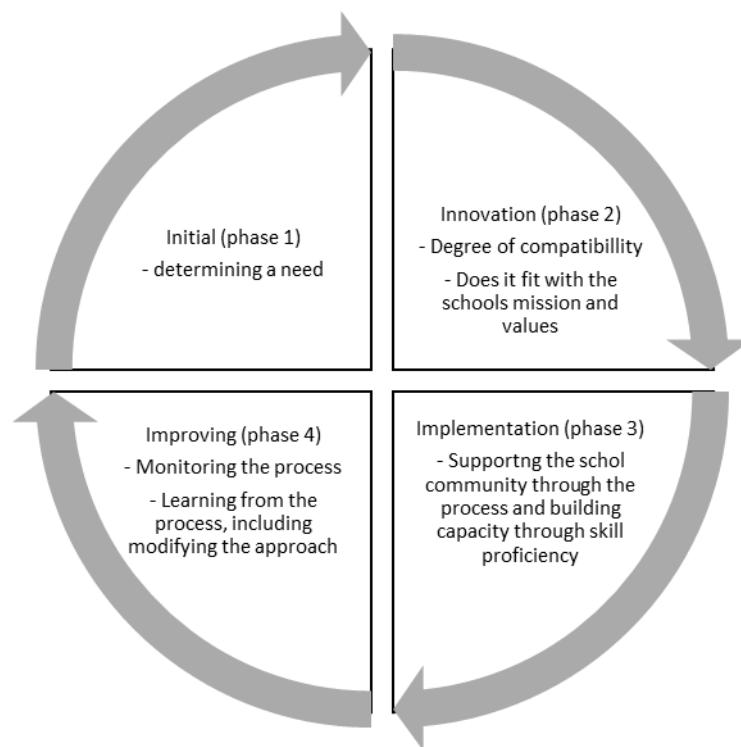 Initial (phase 1)
- determining a need
Innovation (phase 2)
- Degree of compatibillity
- Does it fit with the
schools mission and
values
Implementation (phase 3)
- Supportng the schol
community through the
process and building
capacity through skill
proficiency
Improving (phase 4)
- Monitoring the process
- Learning from the
process, including
modifying the approach